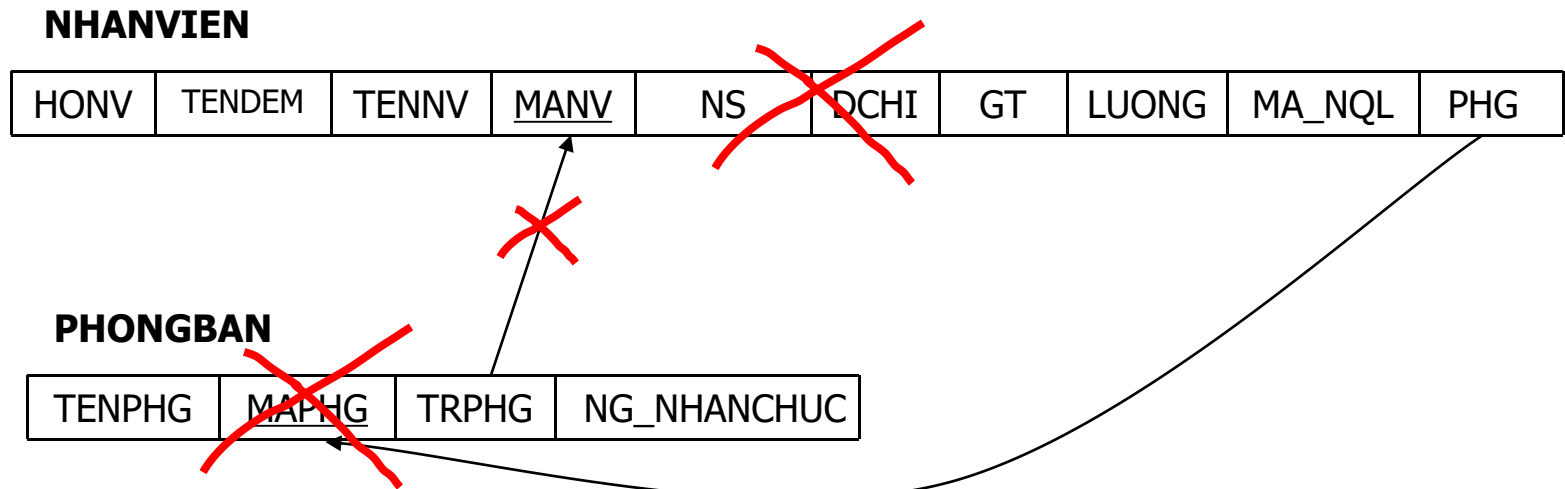 NHANVIEN
HONV TENDEM TENNV MANV NS DCHI GT LUONG MA_NQL PHG
PHONGBAN
TENPHG MAPHG TRPHG NG_NHANCHUC